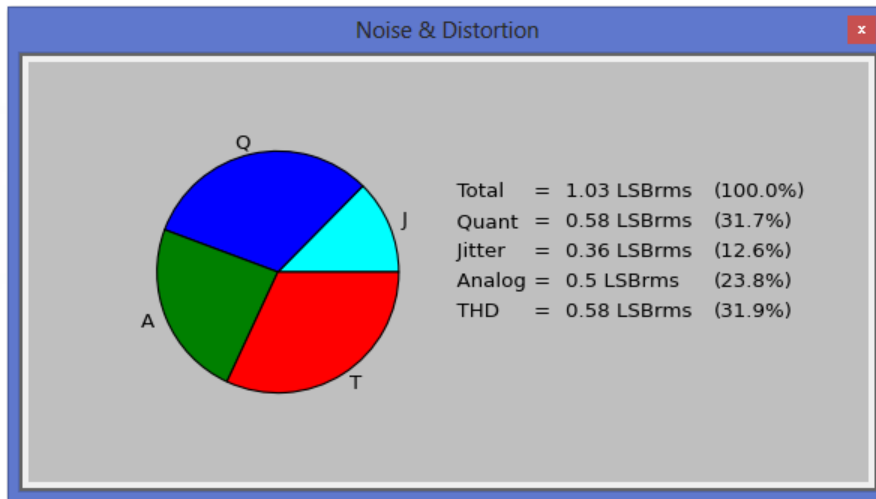 Noise & Distortion
x
Q
J
A
T
Total = 1.03 LSBrms (100.0%)
Quant = 0.58 LSBrms (31.7%)
Jitter = 0.36 LSBrms (12.6%)
Analog = 0.5 LSBrms (23.8%)
THD = 0.58 LSBrms (31.9%)